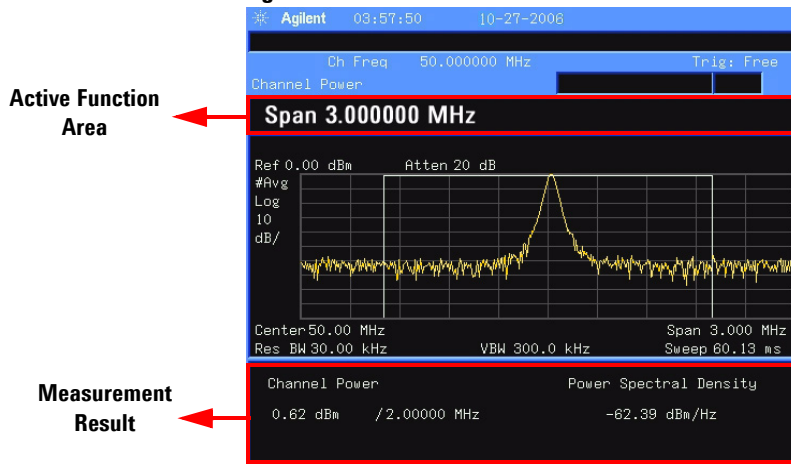 Agilent 03:57:50 10-27-2006
Ch Freq 50.000000 MHz Trig: Free
Channel Power
Active Function
Area
Span 3.000000 MHz
Ref 0.00 dBm Atten 20 dB
#Avg
Log
10
dB/
Center 50.00 MHz Span 3.000 MHz
Res BW 30.00 kHz VBW 300.0 kHz Sweep 60.13 ms
Measurement
Result
Channel Power Power Spectral Density
0.62 dBm /2.00000 MHz -62.39 dBm/Hz